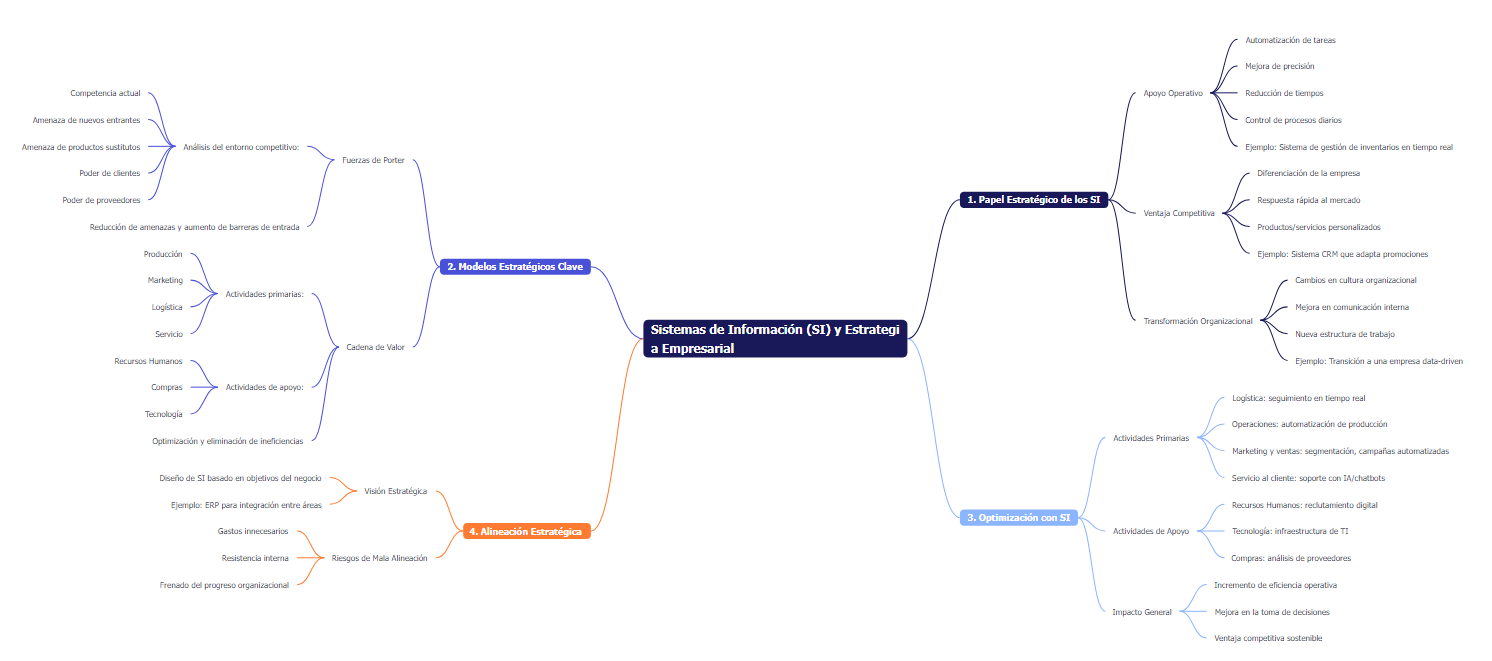 Sistemas de Información (SI) y Estrategi
a Empresarial
1. Papel Estratégico de los SI
Apoyo Operativo
Automatización de tareas
Mejora de precisión
Reducción de tiempos
Control de procesos diarios
Ejemplo: Sistema de gestión de inventarios en tiempo real
Ventaja Competitiva
Diferenciación de la empresa
Respuesta rápida al mercado
Productos/servicios personalizados
Ejemplo: Sistema CRM que adapta promociones
Transformación Organizacional
Cambios en cultura organizacional
Mejora en comunicación interna
Nueva estructura de trabajo
Ejemplo: Transición a una empresa data-driven
2. Modelos Estratégicos Clave
Fuerzas de Porter
Análisis del entorno competitivo:
Competencia actual
Amenaza de nuevos entrantes
Amenaza de productos sustitutos
Poder de clientes
Poder de proveedores
Reducción de amenazas y aumento de barreras de entrada
Cadena de Valor
Actividades primarias:
Producción
Marketing
Logística
Servicio
Actividades de apoyo:
Recursos Humanos
Compras
Tecnología
Optimización y eliminación de ineficiencias
3. Optimización con SI
Actividades Primarias
Logística: seguimiento en tiempo real
Operaciones: automatización de producción
Marketing y ventas: segmentación, campañas automatizadas
Servicio al cliente: soporte con IA/chatbots
Actividades de Apoyo
Recursos Humanos: reclutamiento digital
Tecnología: infraestructura de TI
Compras: análisis de proveedores
Impacto General
Incremento de eficiencia operativa
Mejora en la toma de decisiones
Ventaja competitiva sostenible
4. Alineación Estratégica
Visión Estratégica
Diseño de SI basado en objetivos del negocio
Ejemplo: ERP para integración entre áreas
Riesgos de Mala Alineación
Gastos innecesarios
Resistencia interna
Frenado del progreso organizacional